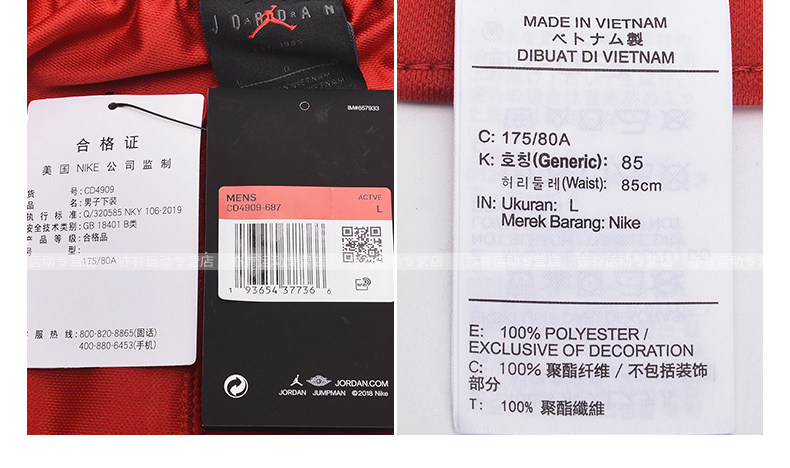 JORDAN
IM#657933
合格证
美国 NIKE 公司监制
货 号: CD4909
品 名: 男子下装
执行标准: Q/320585 NKY 106-2019
安全技术类别: GB 18401 B类
产品等级: 合格品
号 型:
175/80A
客服热线: 800-820-8865(固话)
400-880-6453(手机)
MENS
ACTVE
CD4909-687
L
1 93654 37736 6
JORDAN
JUMPMAN
JORDAN.COM
©2018 Nike
MADE IN VIETNAM
ベトナム製
DIBUAT DI VIETNAM
C: 175/80A
K: 호칭(Generic): 85
허리둘레(Waist): 85cm
IN: Ukuran: L
Merek Barang: Nike
E: 100% POLYESTER /
EXCLUSIVE OF DECORATION
C: 100% 聚酯纤维 / 不包括装饰
部分
T: 100% 聚酯纖維